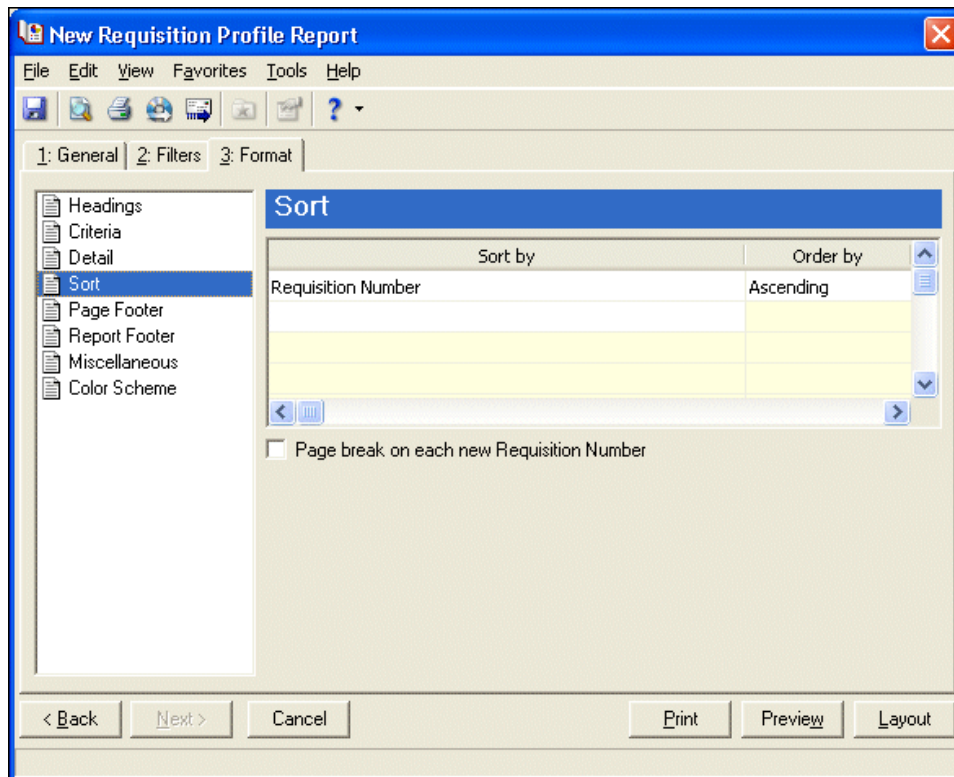 New Requisition Profile Report
File Edit View Favorites Tools Help
?
1: General 2: Filters 3: Format
Headings
Criteria
Detail
Sort
Page Footer
Report Footer
Miscellaneous
Color Scheme
Sort
Sort by Order by
Requisition Number Ascending
Page break on each new Requisition Number
< Back Next > Cancel Print Preview Layout